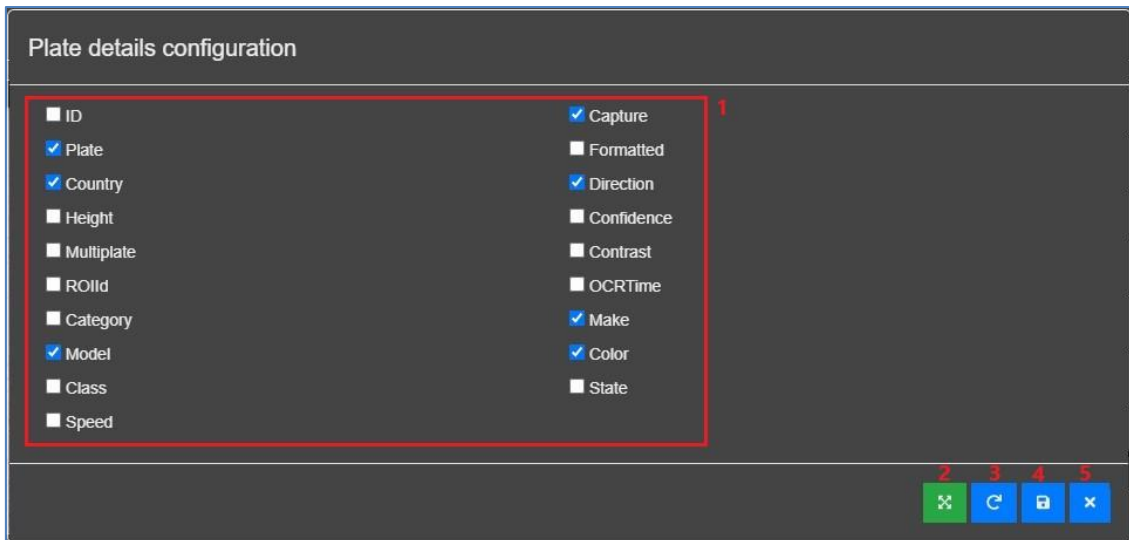 Plate details configuration
1
ID
Capture
Plate
Formatted
Country
Direction
Height
Confidence
Multiplate
Contrast
ROIId
OCRTime
Category
Make
Model
Color
Class
State
Speed
2 3 4 5